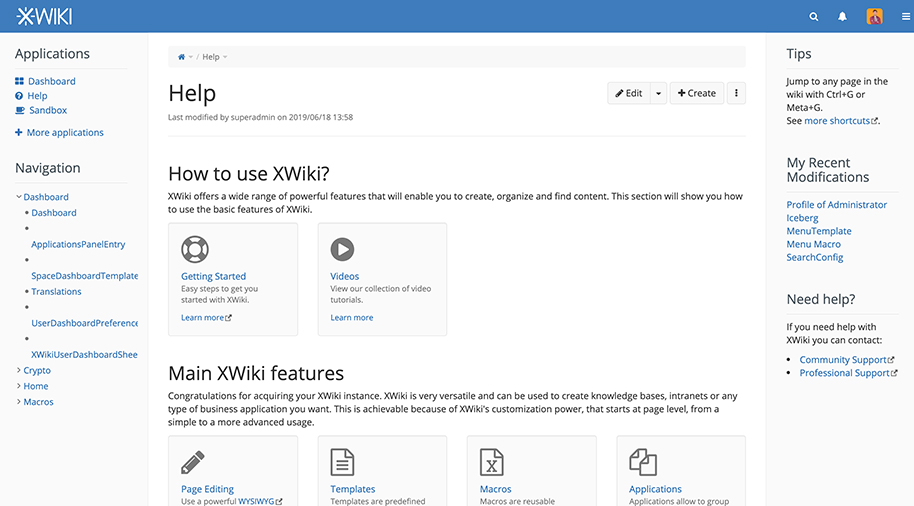 XWIKI
Applications
Dashboard
Help
Sandbox
More applications
Navigation
Dashboard
Dashboard
ApplicationsPanelEntry
SpaceDashboardTemplate
Translations
UserDashboardPreference
XWikiUserDashboardShee
Crypto
Home
Macros
/ Help
Help
Edit
Create
Last modified by superadmin on 2019/06/18 13:58
How to use XWiki?
XWiki offers a wide range of powerful features that will enable you to create, organize and find content. This section will show you how
to use the basic features of XWiki.
Getting Started
Easy steps to get you
started with XWiki.
Learn more
Videos
View our collection of video
tutorials.
Learn more
Main XWiki features
Congratulations for acquiring your XWiki instance. XWiki is very versatile and can be used to create knowledge bases, intranets or any
type of business application you want. This is achievable because of XWiki's customization power, that starts at page level, from a
simple to a more advanced usage.
Page Editing
Use a powerful WYSIWYG
Templates
Templates are predefined
X
Macros
Macros are reusable
Applications
Applications allow to group
Tips
Jump to any page in the
wiki with Ctrl+G or
Meta+G.
See more shortcuts.
My Recent
Modifications
Profile of Administrator
Iceberg
MenuTemplate
Menu Macro
SearchConfig
Need help?
If you need help with
XWiki you can contact:
Community Support
Professional Support